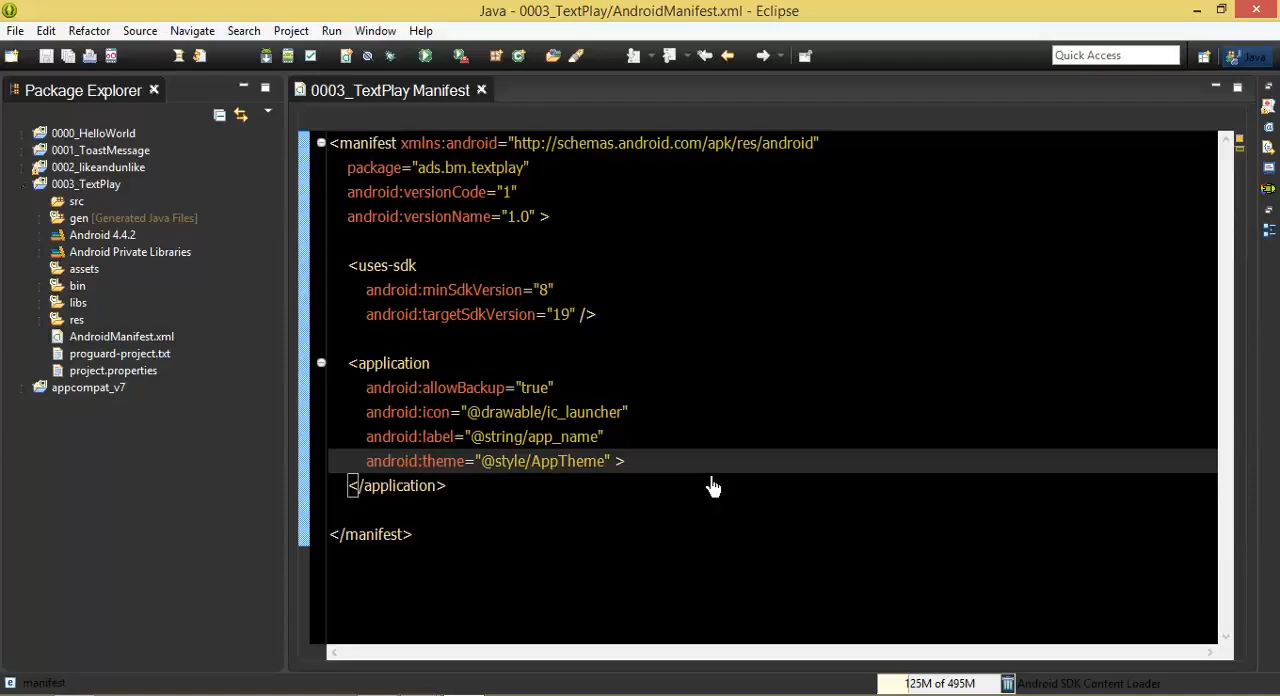 Java - 0003_TextPlay/AndroidManifest.xml - Eclipse
File Edit Refactor Source Navigate Search Project Run Window Help
Quick Access
Java
Package Explorer
0003_TextPlay Manifest
0000_HelloWorld
0001_ToastMessage
0002_likeandunlike
0003_TextPlay
src
gen [Generated Java Files]
Android 4.4.2
Android Private Libraries
assets
bin
libs
res
AndroidManifest.xml
proguard-project.txt
project.properties
appcompat_v7
<manifest xmlns:android="http://schemas.android.com/apk/res/android"
package="ads.bm.textplay"
android:versionCode="1"
android:versionName="1.0" >
<uses-sdk
android:minSdkVersion="8"
android:targetSdkVersion="19" />
<application
android:allowBackup="true"
android:icon="@drawable/ic_launcher"
android:label="@string/app_name"
android:theme="@style/AppTheme" >
</application>
</manifest>
manifest
125M of 495M
Android SDK Content Loader